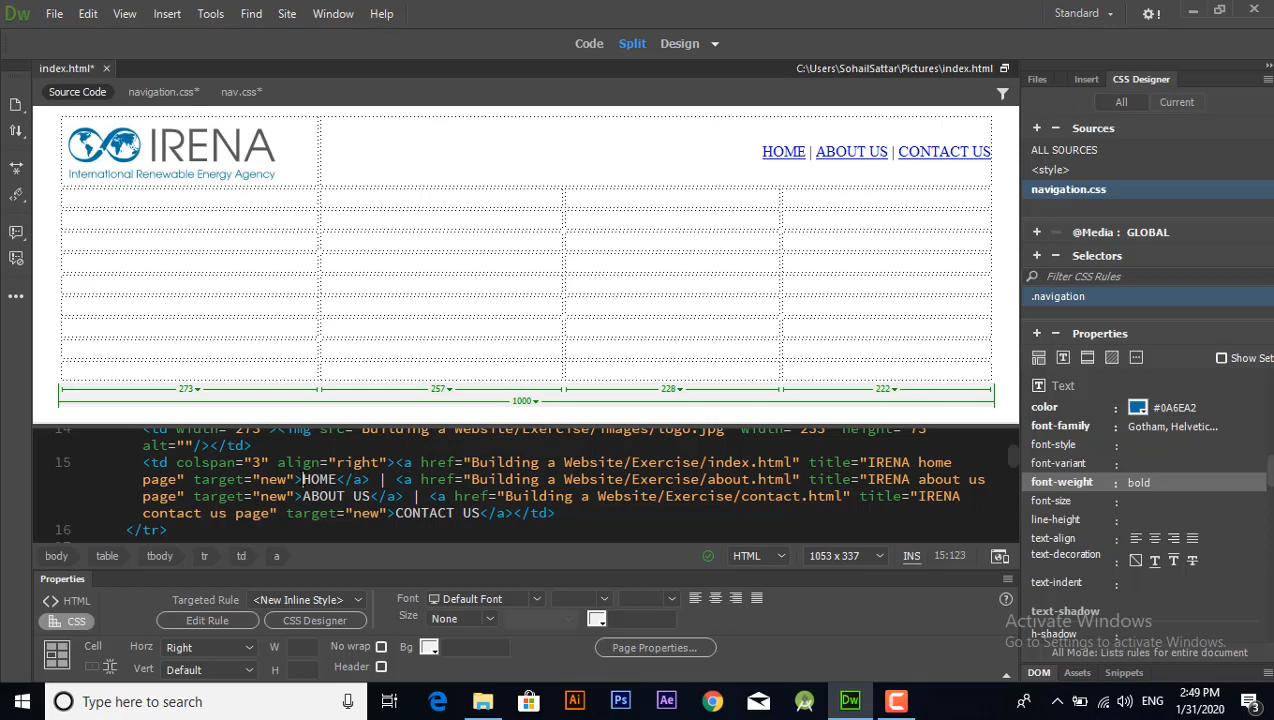 Dw File Edit View Insert Tools Find Site Window Help Standard
Code Split Design
index.html* C:\Users\SohailSattar\Pictures\index.html
Source Code navigation.css* nav.css*
IRENA
International Renewable Energy Agency
HOME | ABOUT US | CONTACT US
273 257 228 222
1000
alt=""/></td>
15 <td colspan="3" align="right"><a href="Building a Website/Exercise/index.html" title="IRENA home
page" target="new">HOME</a> | <a href="Building a Website/Exercise/about.html" title="IRENA about us
page" target="new">ABOUT US</a> | <a href="Building a Website/Exercise/contact.html" title="IRENA
contact us page" target="new">CONTACT US</a></td>
16 </tr>
body table tbody tr td a HTML 1053 x 337 INS 15:123
Properties
HTML Targeted Rule <New Inline Style> Font Default Font
CSS Edit Rule CSS Designer Size None
Cell Horz Right W No wrap Bg Page Properties...
Vert Default H Header
Files Insert CSS Designer
All Current
+ − Sources
ALL SOURCES
<style>
navigation.css
+ − @Media : GLOBAL
+ − Selectors
Filter CSS Rules
.navigation
+ − Properties
Show Set
T Text
color : #0A6EA2
font-family : Gotham, Helvetic...
font-style :
font-variant :
font-weight : bold
font-size :
line-height :
text-align :
text-decoration :
text-indent :
text-shadow
h-shadow :
Activate Windows
Go to Settings to activate Windows.
All Mode: Lists rules for entire document
DOM Assets Snippets
Type here to search
Ai Ps Ae Dw
ENG 2:49 PM
1/31/2020 3